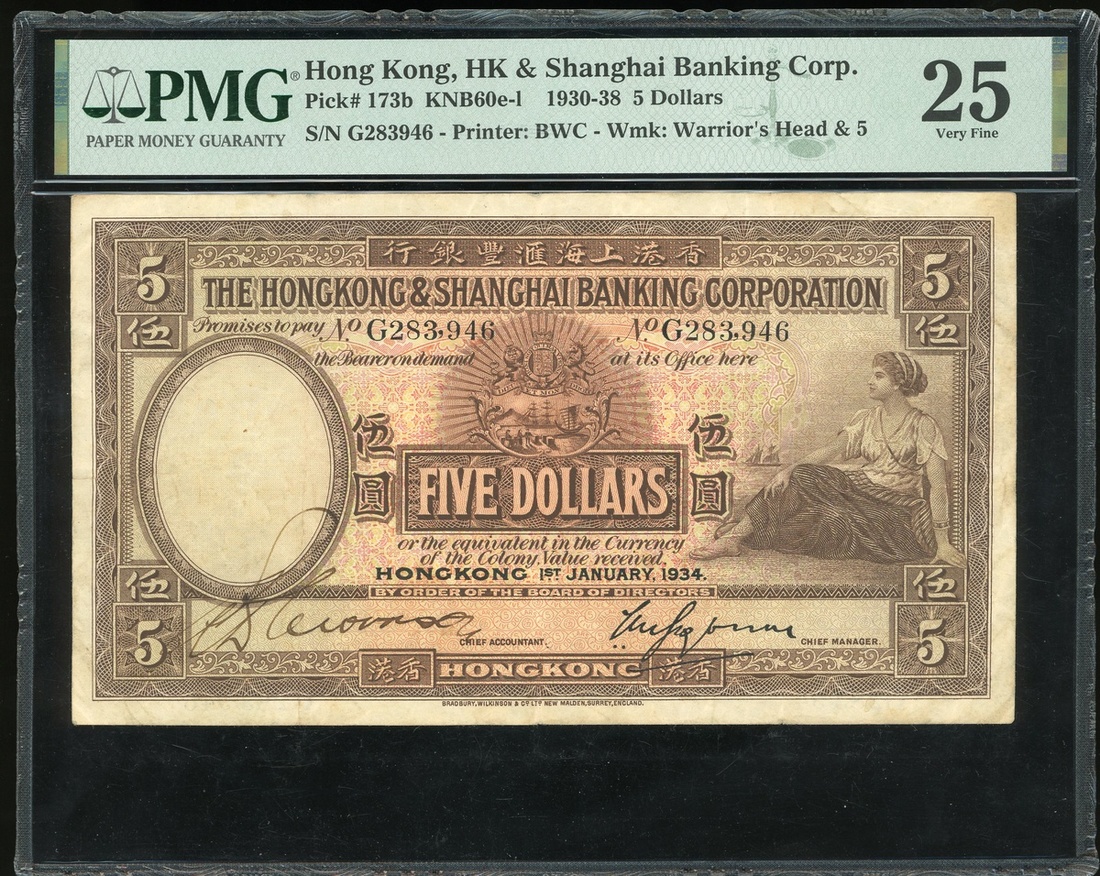 PMG®
PAPER MONEY GUARANTY
Hong Kong, HK & Shanghai Banking Corp.
Pick# 173b KNB60e-l 1930-38 5 Dollars
S/N G283946 - Printer: BWC - Wmk: Warrior's Head & 5
25
Very Fine
行銀豐滙海上港香
5 5
THE HONGKONG & SHANGHAI BANKING CORPORATION
伍 伍
Promises to pay No G283,946 No G283,946
the Bearer on demand at its Office here
伍圓 伍圓
FIVE DOLLARS
or the equivalent in the Currency
of the Colony, Value received.
HONGKONG 1ST JANUARY, 1934.
伍 伍
BY ORDER OF THE BOARD OF DIRECTORS
5 5
CHIEF ACCOUNTANT. CHIEF MANAGER.
港香 HONGKONG 港香
BRADBURY, WILKINSON & Co LTD NEW MALDEN, SURREY, ENGLAND.